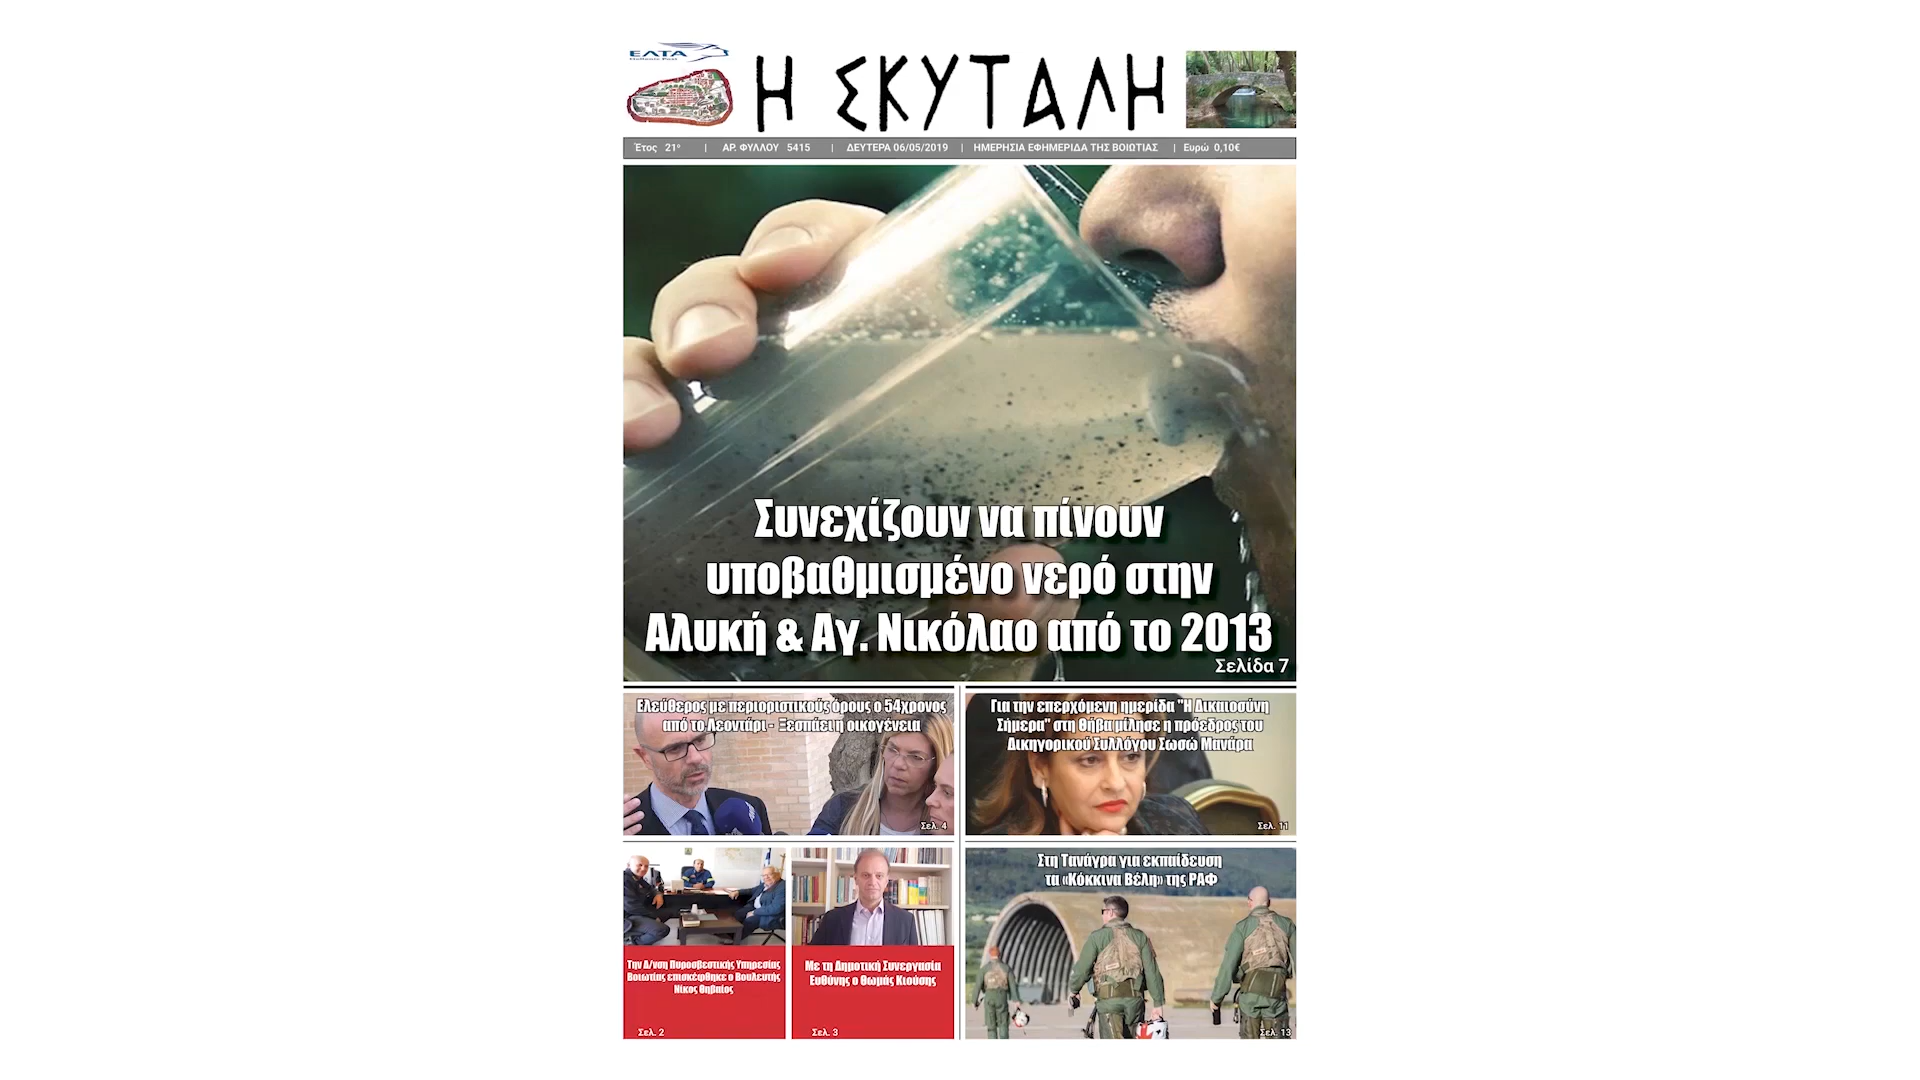 ΕΛΤΑ
Hellenic Post
Η ΣΚΥΤΑΛΗ
Έτος 21ο | ΑΡ. ΦΥΛΛΟΥ 5415 | ΔΕΥΤΕΡΑ 06/05/2019 | ΗΜΕΡΗΣΙΑ ΕΦΗΜΕΡΙΔΑ ΤΗΣ ΒΟΙΩΤΙΑΣ | Ευρώ 0,10€
Συνεχίζουν να πίνουν
υποβαθμισμένο νερό στην
Αλυκή & Αγ. Νικόλαο από το 2013
Σελίδα 7
Ελεύθερος με περιοριστικούς όρους ο 54χρονος
από το Λεοντάρι - Ξεσπάει η οικογένεια
Σελ. 4
Για την επερχόμενη ημερίδα "Η Δικαιοσύνη
Σήμερα" στη Θήβα μίλησε η πρόεδρος του
Δικηγορικού Συλλόγου Σωσώ Μανάρα
Σελ. 11
Την Δ/νση Πυροσβεστικής Υπηρεσίας
Βοιωτίας επισκέφθηκε ο Βουλευτής
Νίκος Θηβαίος
Σελ. 2
Με τη Δημοτική Συνεργασία
Ευθύνης ο Θωμάς Κιούσης
Σελ. 3
Στη Τανάγρα για εκπαίδευση
τα «Κόκκινα Βέλη» της ΡΑΦ
Σελ. 13